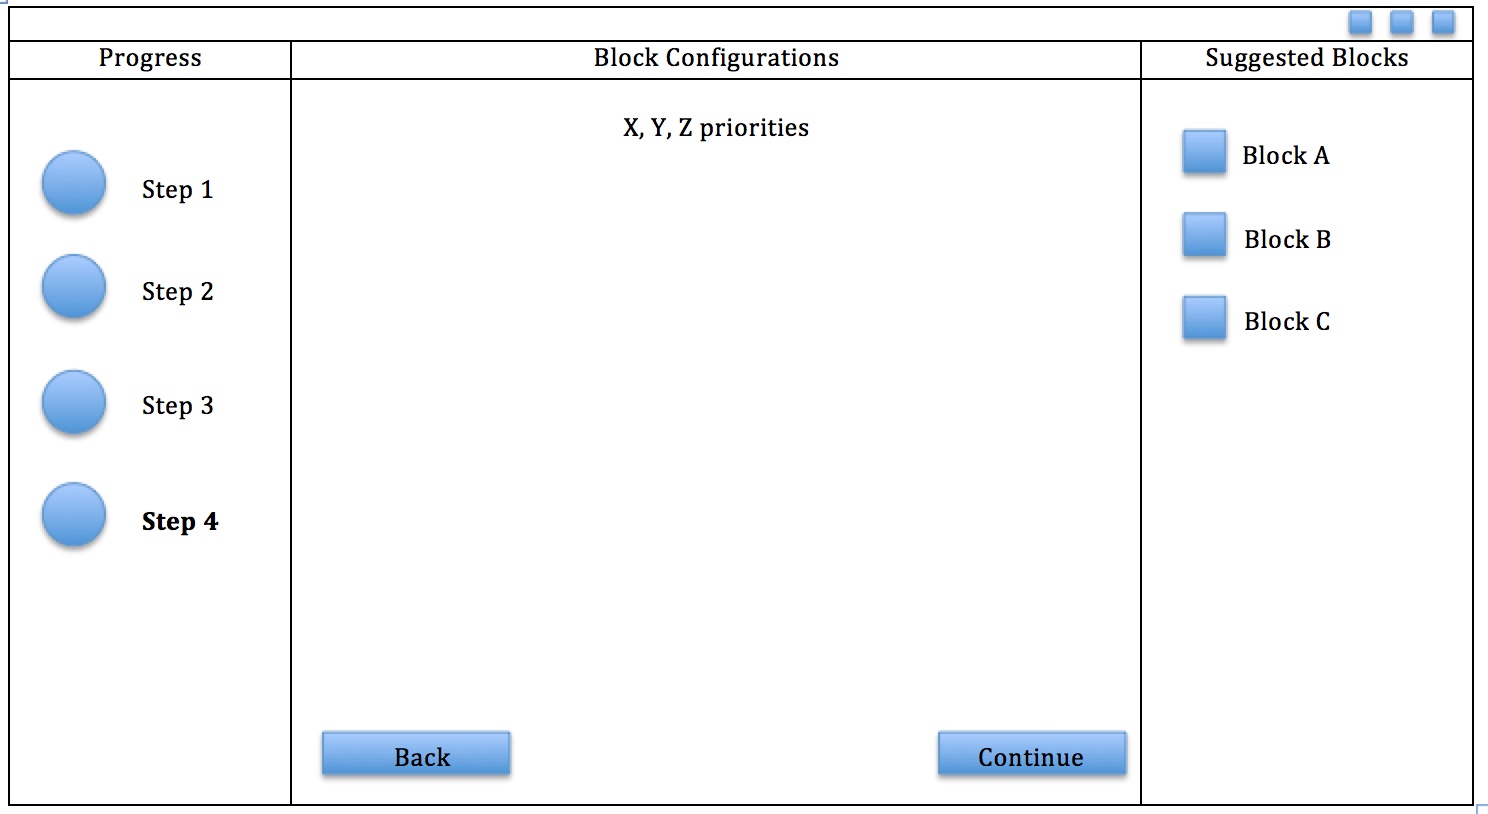 Progress
Block Configurations
Suggested Blocks
Step 1
Step 2
Step 3
Step 4
X, Y, Z priorities
Back
Continue
Block A
Block B
Block C